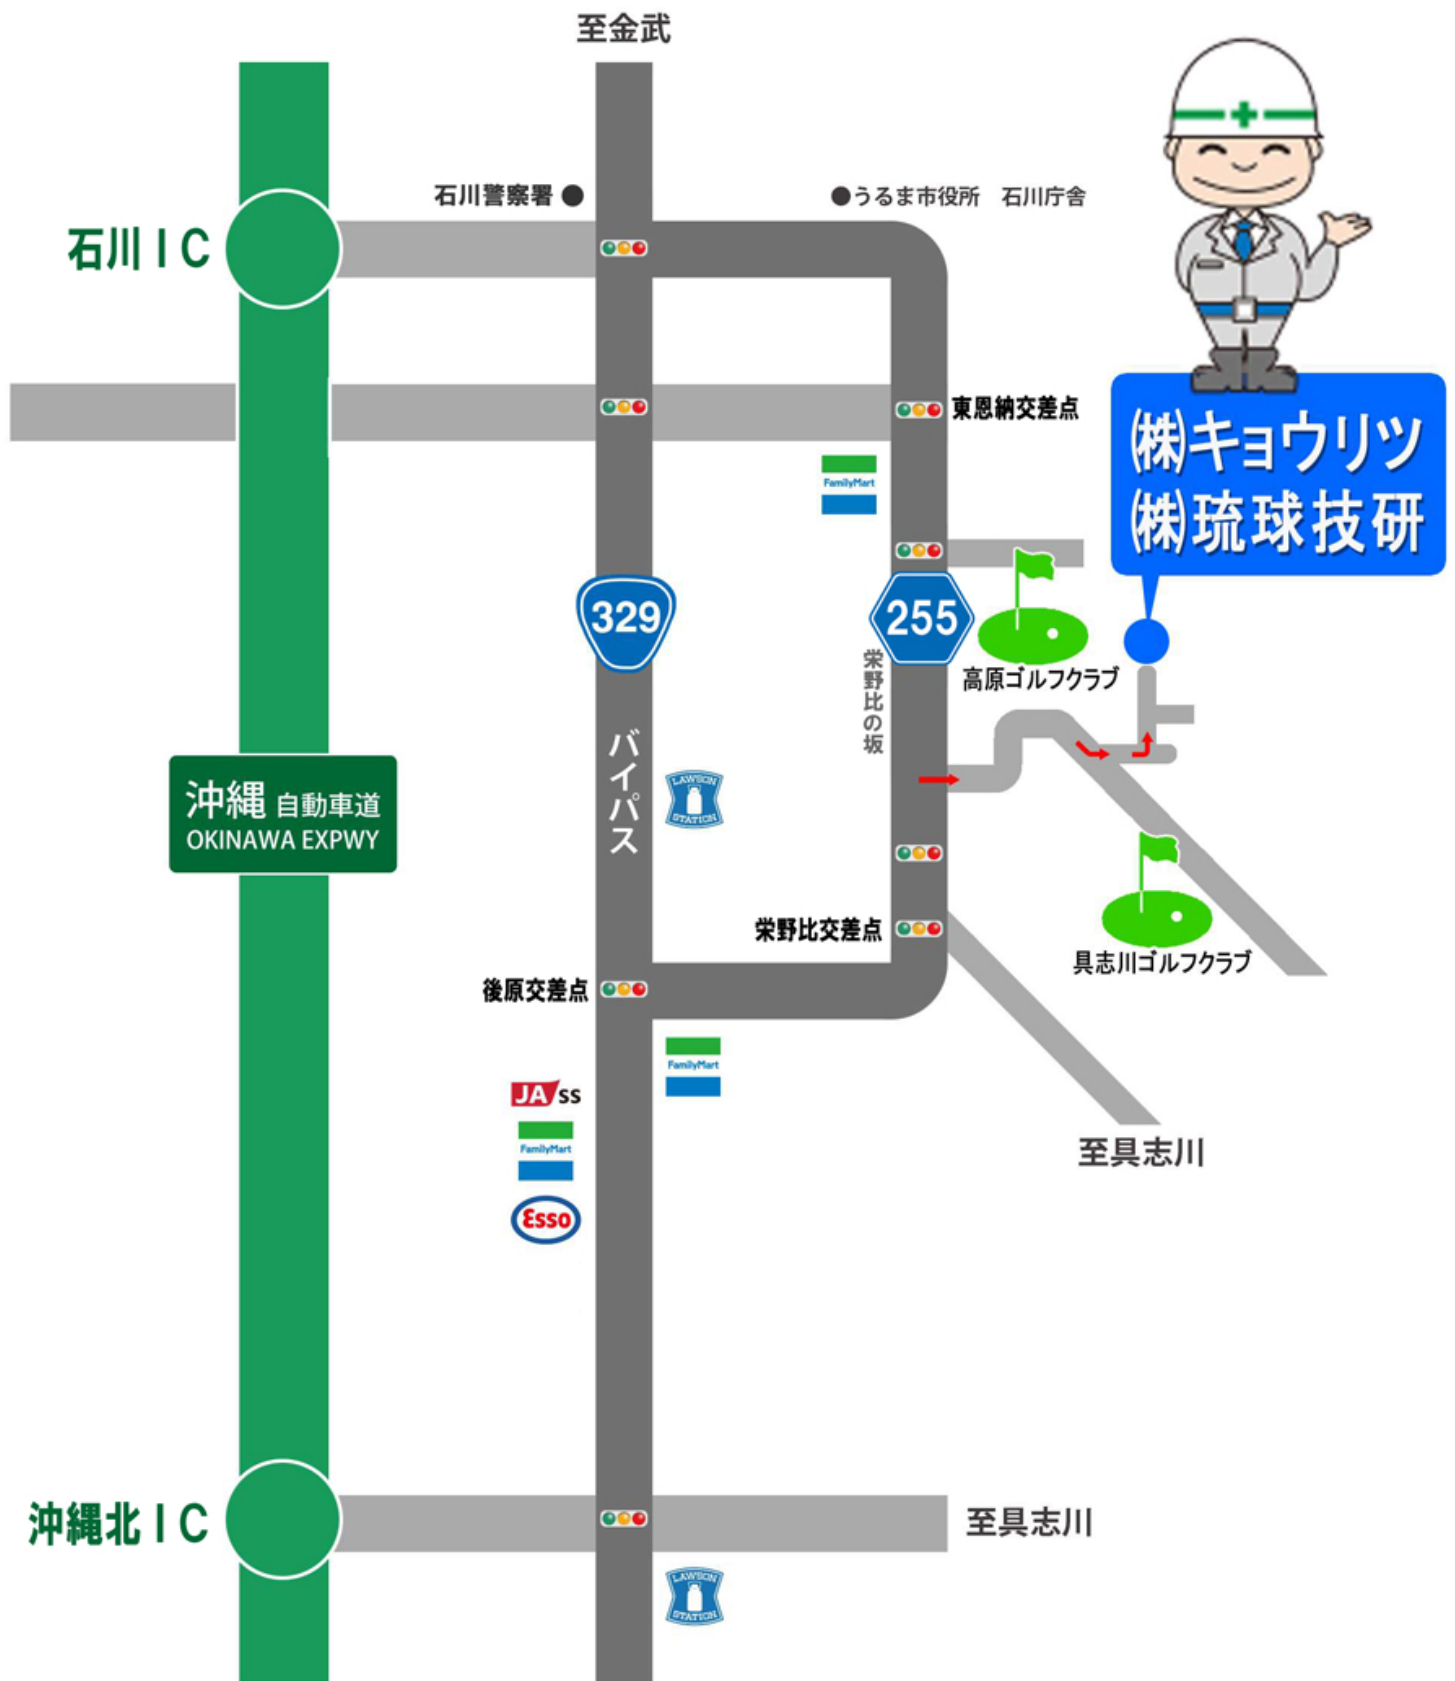 至金武
石川警察署 ●
●うるま市役所　石川庁舎
石川IC
東恩納交差点
㈱キョウリツ
㈱琉球技研
FamilyMart
329
255
栄野比の坂
高原ゴルフクラブ
バイパス
LAWSON
STATION
沖縄 自動車道
OKINAWA EXPWY
栄野比交差点
具志川ゴルフクラブ
後原交差点
FamilyMart
JA SS
FamilyMart
Esso
至具志川
沖縄北IC
至具志川
LAWSON
STATION